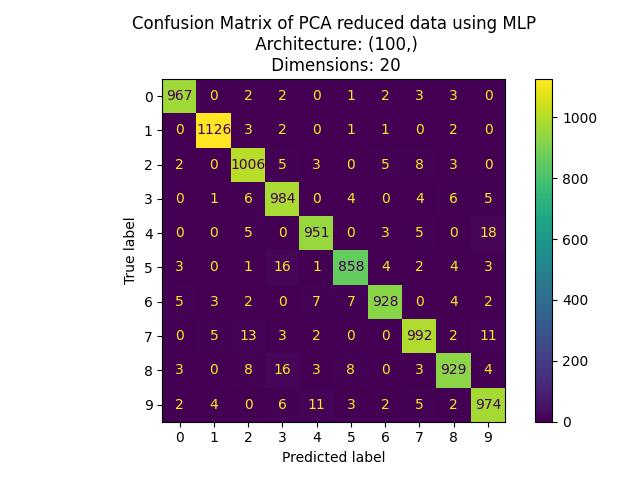 Confusion Matrix of PCA reduced data using MLP
Architecture: (100,)
Dimensions: 20
0 967 0 2 2 0 1 2 3 3 0
1 0 1126 3 2 0 1 1 0 2 0
2 2 0 1006 5 3 0 5 8 3 0
3 0 1 6 984 0 4 0 4 6 5
4 0 0 5 0 951 0 3 5 0 18
5 3 0 1 16 1 858 4 2 4 3
6 5 3 2 0 7 7 928 0 4 2
7 0 5 13 3 2 0 0 992 2 11
8 3 0 8 16 3 8 0 3 929 4
9 2 4 0 6 11 3 2 5 2 974
0 1 2 3 4 5 6 7 8 9
Predicted label
True label
1000
800
600
400
200
0